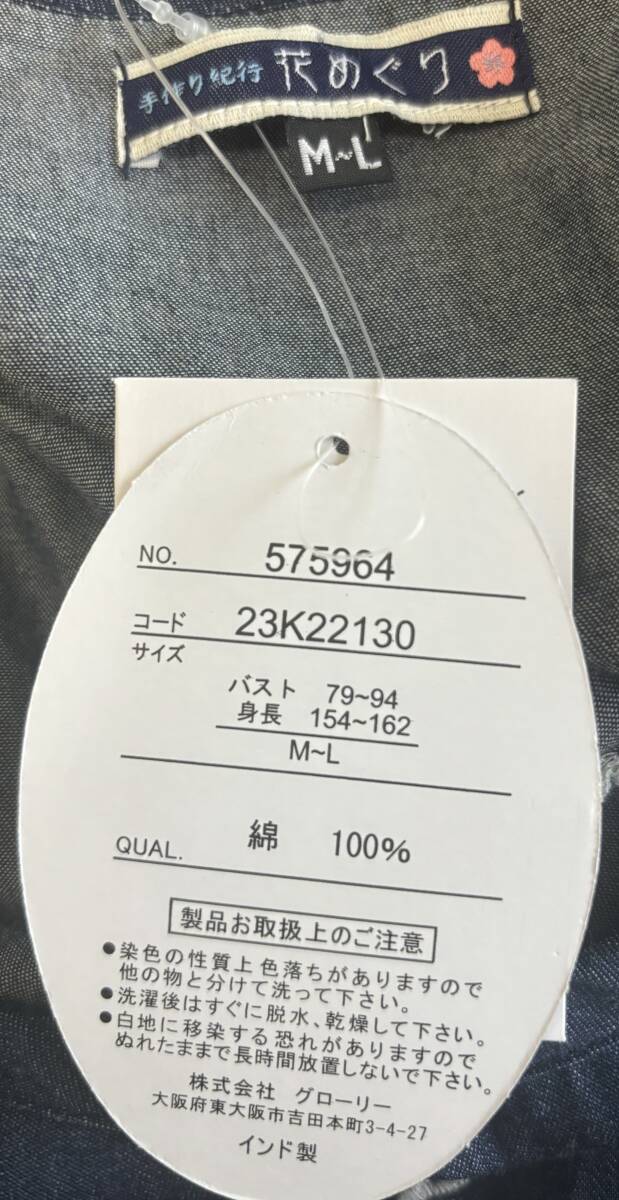 手作り紀行 花めぐり
M~L
NO. 575964
コード 23K22130
サイズ
バスト 79~94
身長 154~162
M~L
QUAL. 綿 100%
製品お取扱上のご注意
●染色の性質上 色落ちがありますので
他の物と分けて洗って下さい。
●洗濯後はすぐに脱水、乾燥して下さい。
●白地に移染する恐れがありますので
ぬれたままで長時間放置しないで下さい。
株式会社 グローリー
大阪府東大阪市吉田本町3-4-27
インド製